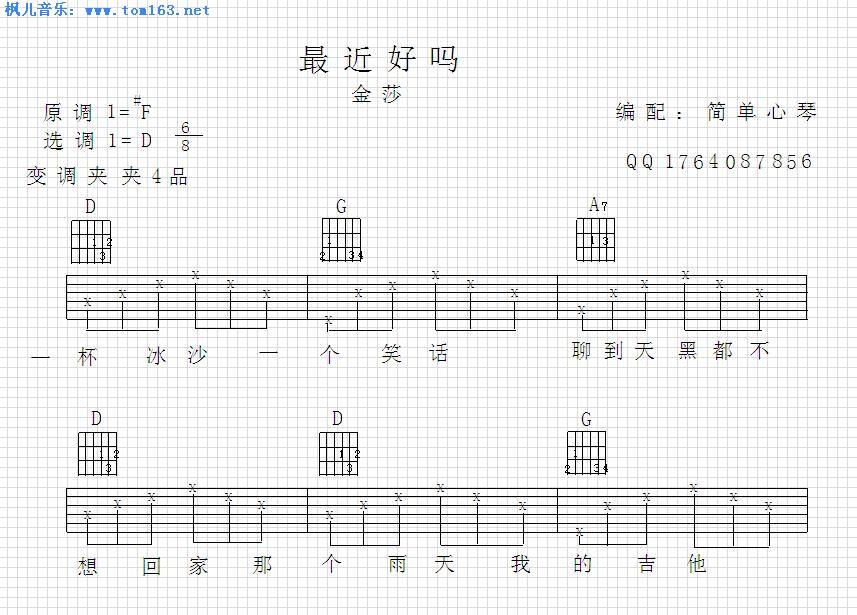 枫儿音乐：www.tom163.net
最近好吗
金莎
原调 1=#F
编配：简单心琴
选调 1=D 6/8
QQ1764087856
变调夹夹4品
D G A7
一杯冰沙一个笑话 聊到天黑都不
D D G
想回家那个雨天我的吉他